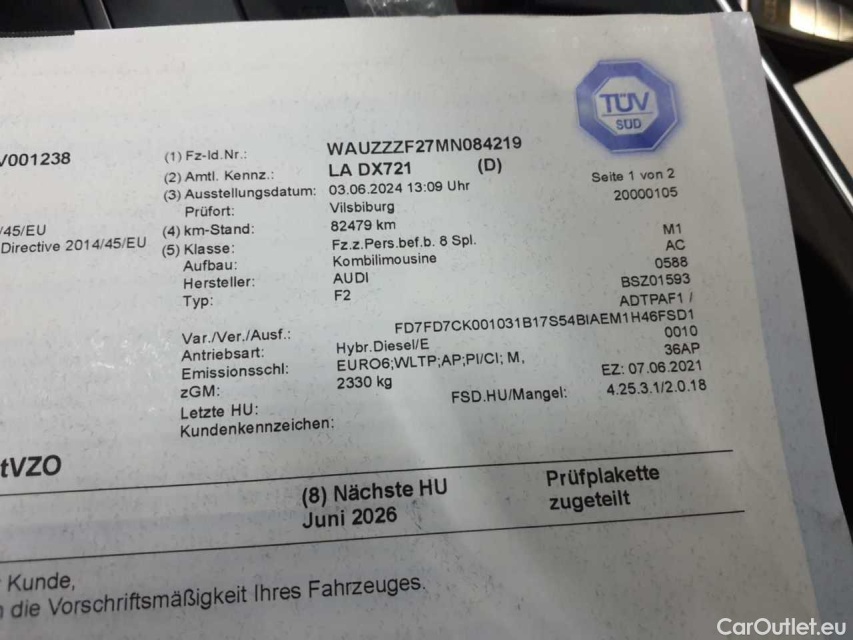 TÜV
SÜD
V001238
(1) Fz-Id.Nr.: WAUZZZF27MN084219
(2) Amtl. Kennz.: LA DX721 (D) Seite 1 von 2
(3) Ausstellungsdatum: 03.06.2024 13:09 Uhr 20000105
Prüfort: Vilsbiburg
/45/EU (4) km-Stand: 82479 km
Directive 2014/45/EU (5) Klasse: Fz.z.Pers.bef.b. 8 Spl. M1
Aufbau: Kombilimousine AC
Hersteller: AUDI 0588
Typ: F2 BSZ01593
ADTPAF1 /
Var./Ver./Ausf.: FD7FD7CK001031B17S54BIAEM1H46FSD1
Antriebsart: Hybr.Diesel/E 0010
Emissionsschl: EURO6;WLTP;AP;PI/CI; M, 36AP
zGM: 2330 kg EZ: 07.06.2021
Letzte HU: FSD.HU/Mangel: 4.25.3.1/2.0.18
Kundenkennzeichen:
tVZO
(8) Nächste HU Prüfplakette
Juni 2026 zugeteilt
Kunde,
die Vorschriftsmäßigkeit Ihres Fahrzeuges.
CarOutlet.eu